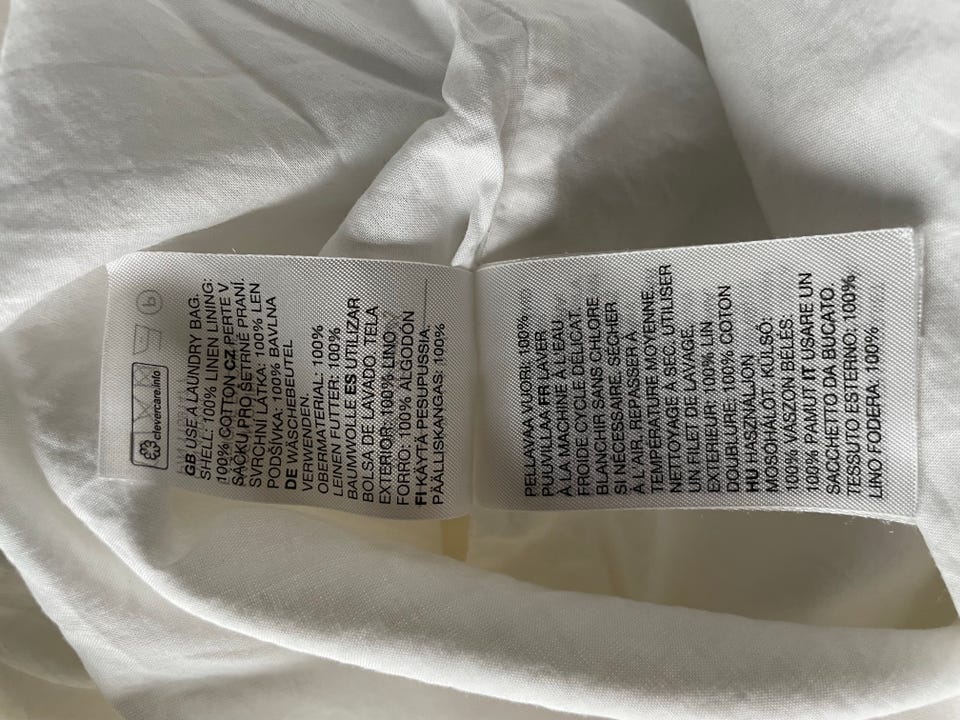 clevercare.info
P
GB USE A LAUNDRY BAG.
SHELL: 100% LINEN LINING:
100% COTTON CZ PERTE V
SÁČKU PRO ŠETRNÉ PRANÍ.
SVRCHNÍ LÁTKA: 100% LEN
PODŠÍVKA: 100% BAVLNA
DE WÄSCHEBEUTEL
VERWENDEN.
OBERMATERIAL: 100%
LEINEN FUTTER: 100%
BAUMWOLLE ES UTILIZAR
BOLSA DE LAVADO. TELA
EXTERIOR: 100% LINO
FORRO: 100% ALGODÓN
FI KÄYTÄ PESUPUSSIA.
PÄÄLLISKANGAS: 100%
PELLAVAA VUORI: 100%
PUUVILLAA FR LAVER
À LA MACHINE À L'EAU
FROIDE CYCLE DÉLICAT.
BLANCHIR SANS CHLORE
SI NÉCESSAIRE. SÉCHER
À L'AIR. REPASSER À
TEMPÉRATURE MOYENNE.
NETTOYAGE À SEC. UTILISER
UN FILET DE LAVAGE.
EXTÉRIEUR 100% LIN
DOUBLURE: 100% COTON
HU HASZNÁLJON
MOSÓHÁLÓT. KÜLSŐ:
100% VÁSZON BÉLÉS:
100% PAMUT IT USARE UN
SACCHETTO DA BUCATO.
TESSUTO ESTERNO: 100%
LINO FODERA: 100%